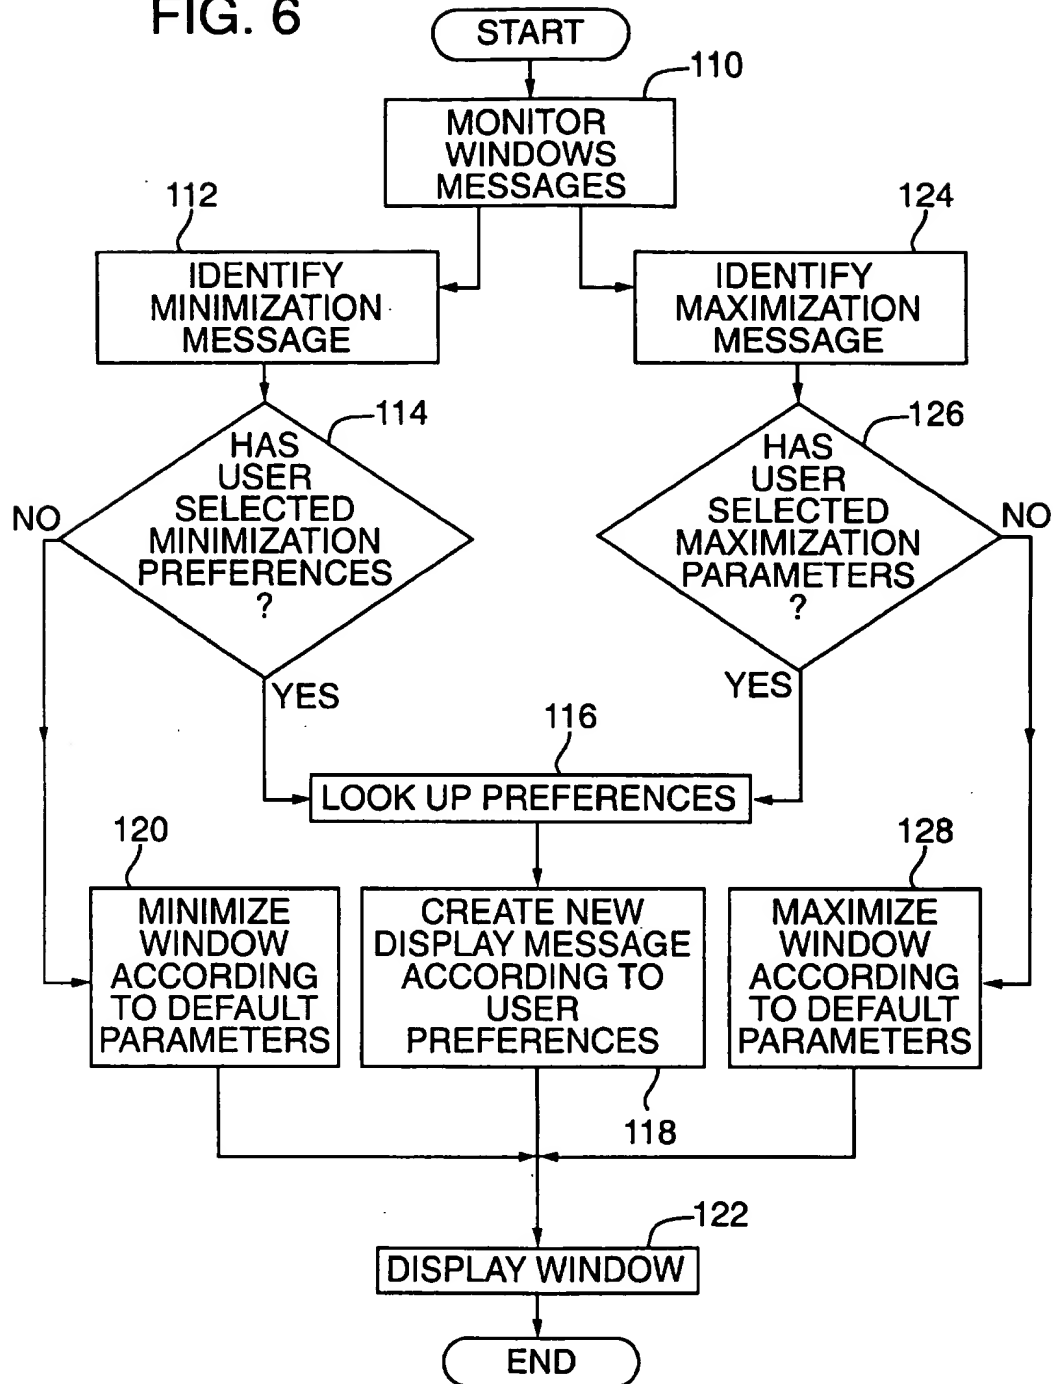 FIG. 6
START
110
MONITOR
WINDOWS
MESSAGES
112
124
IDENTIFY
MINIMIZATION
MESSAGE
IDENTIFY
MAXIMIZATION
MESSAGE
114
126
HAS
USER
SELECTED
MINIMIZATION
PREFERENCES
?
HAS
USER
SELECTED
MAXIMIZATION
PARAMETERS
?
NO
NO
YES
YES
116
LOOK UP PREFERENCES
120
128
MINIMIZE
WINDOW
ACCORDING
TO DEFAULT
PARAMETERS
CREATE NEW
DISPLAY MESSAGE
ACCORDING TO
USER
PREFERENCES
MAXIMIZE
WINDOW
ACCORDING
TO DEFAULT
PARAMETERS
118
122
DISPLAY WINDOW
END